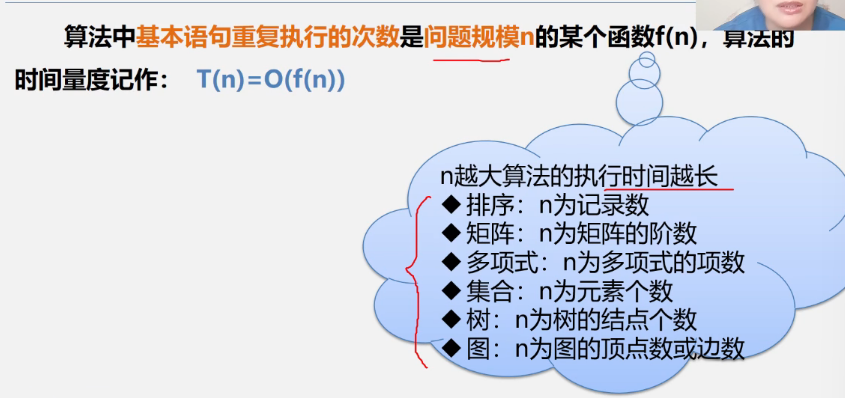 算法中基本语句重复执行的次数是问题规模n的某个函数f(n)，算法的
时间量度记作： T(n)=O(f(n))
n越大算法的执行时间越长
◆排序：n为记录数
◆矩阵：n为矩阵的阶数
◆多项式：n为多项式的项数
◆集合：n为元素个数
◆树：n为树的结点个数
◆图：n为图的顶点数或边数